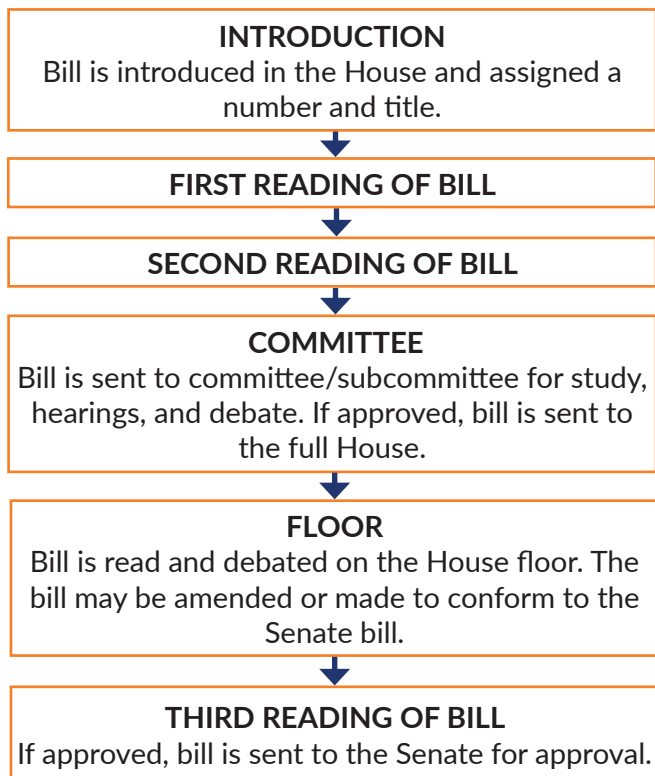 INTRODUCTION
Bill is introduced in the House and assigned a
number and title.
FIRST READING OF BILL
SECOND READING OF BILL
COMMITTEE
Bill is sent to committee/subcommittee for study,
hearings, and debate. If approved, bill is sent to
the full House.
FLOOR
Bill is read and debated on the House floor. The
bill may be amended or made to conform to the
Senate bill.
THIRD READING OF BILL
If approved, bill is sent to the Senate for approval.